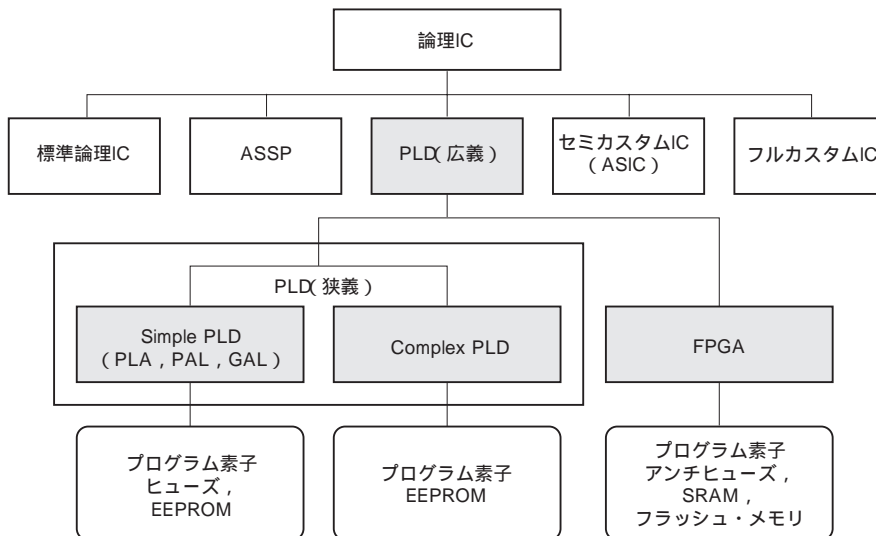 論理IC
標準論理IC
ASSP
PLD(広義)
セミカスタムIC
(ASIC)
フルカスタムIC
PLD(狭義)
Simple PLD
(PLA，PAL，GAL)
Complex PLD
FPGA
プログラム素子
ヒューズ，
EEPROM
プログラム素子
EEPROM
プログラム素子
アンチヒューズ，
SRAM，
フラッシュ・メモリ